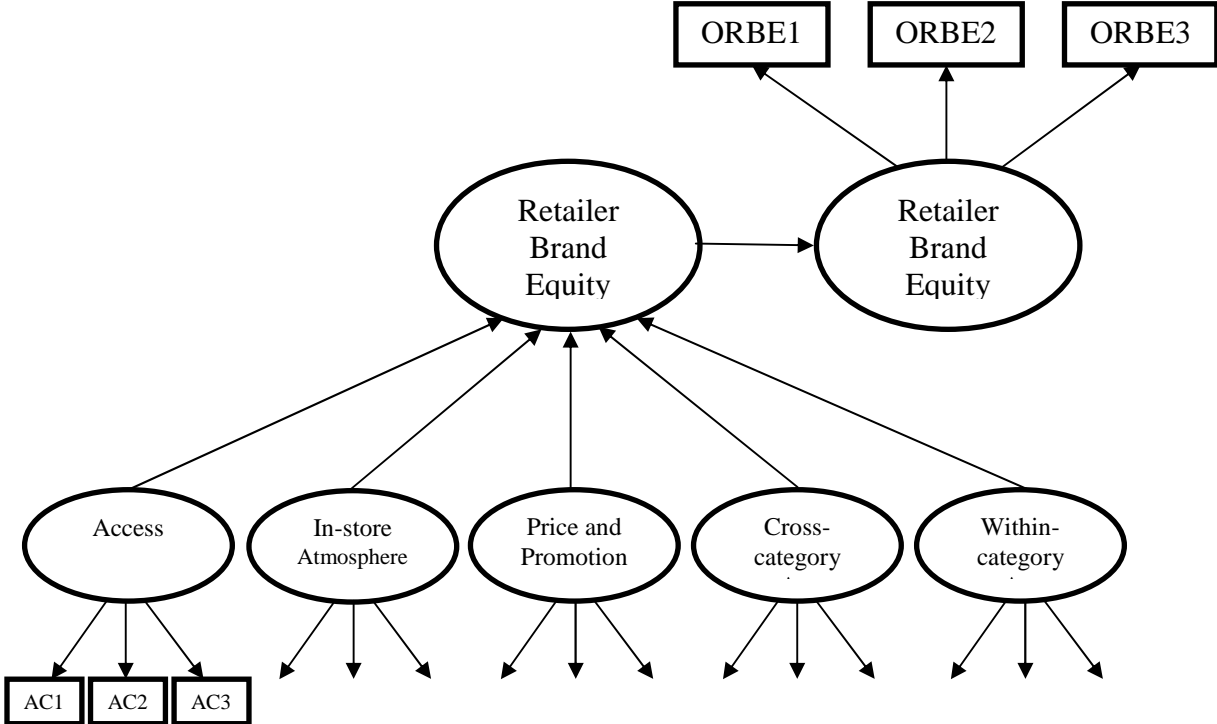 ORBE1
ORBE2
ORBE3
Retailer
Brand
Equity
Retailer
Brand
Equity
Access
In-store
Atmosphere
Price and
Promotion
Cross-
category
Within-
category
AC1
AC2
AC3